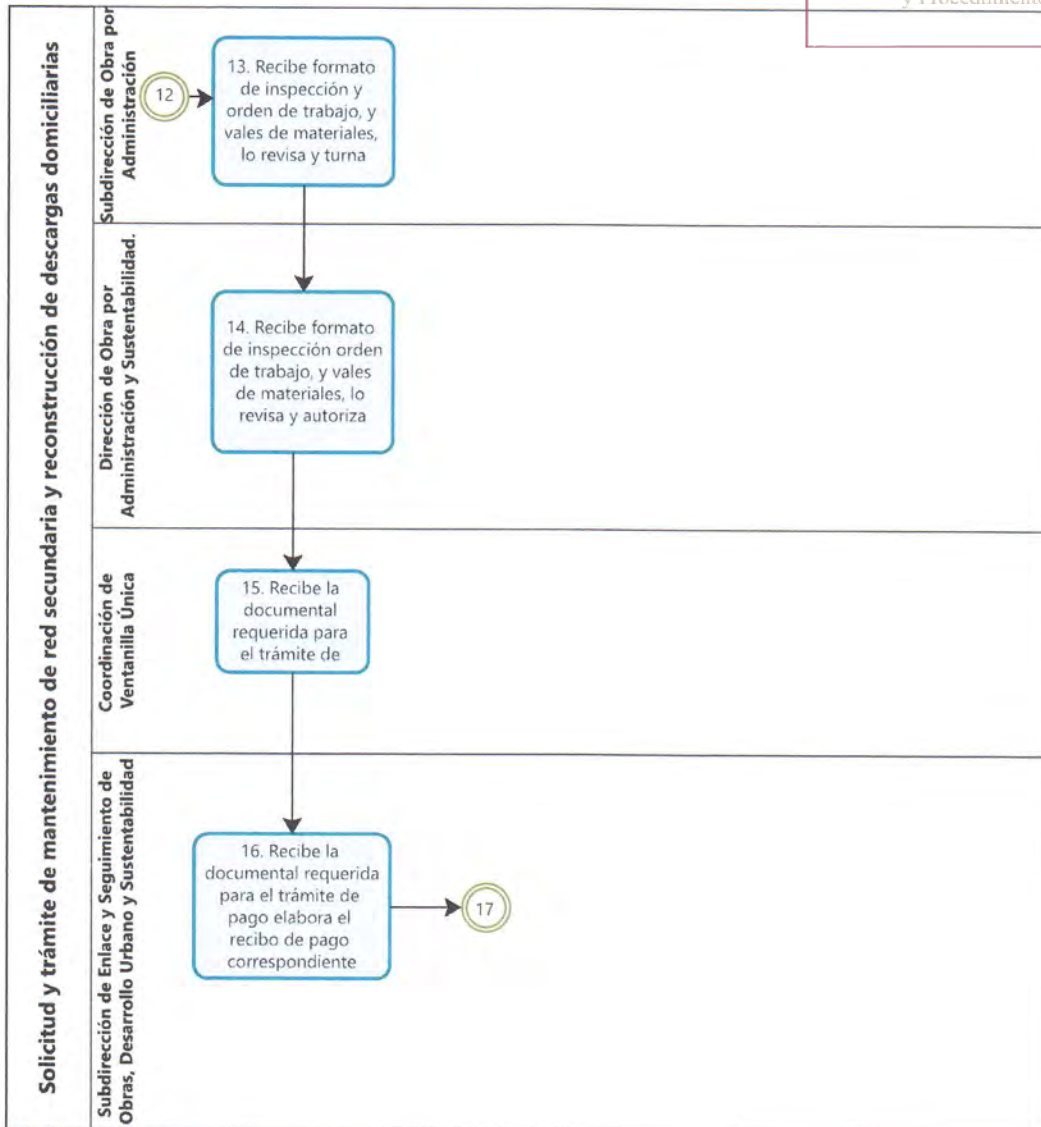 y Procedimiento
Solicitud y trámite de mantenimiento de red secundaria y reconstrucción de descargas domiciliarias
Subdirección de Obra por
Administración
12
13. Recibe formato
de inspección y
orden de trabajo, y
vales de materiales,
lo revisa y turna
Dirección de Obra por
Administración y Sustentabilidad.
14. Recibe formato
de inspección orden
de trabajo, y vales
de materiales, lo
revisa y autoriza
Coordinación de
Ventanilla Única
15. Recibe la
documental
requerida para
el trámite de
Subdirección de Enlace y Seguimiento de
Obras, Desarrollo Urbano y Sustentabilidad
16. Recibe la
documental requerida
para el trámite de
pago elabora el
recibo de pago
correspondiente
17